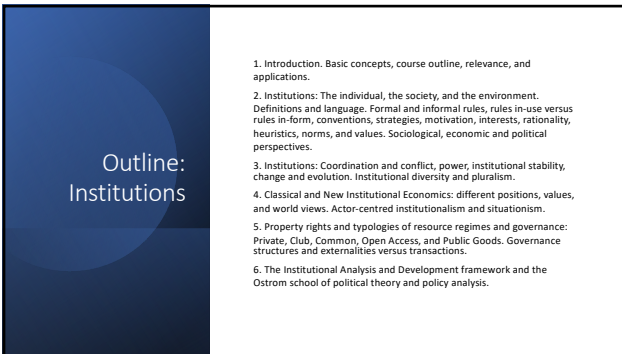 Outline:
Institutions
1. Introduction. Basic concepts, course outline, relevance, and
applications.
2. Institutions: The individual, the society, and the environment.
Definitions and language. Formal and informal rules, rules in-use versus
rules in-form, conventions, strategies, motivation, interests, rationality,
heuristics, norms, and values. Sociological, economic and political
perspectives.
3. Institutions: Coordination and conflict, power, institutional stability,
change and evolution. Institutional diversity and pluralism.
4. Classical and New Institutional Economics: different positions, values,
and world views. Actor-centred institutionalism and situationism.
5. Property rights and typologies of resource regimes and governance:
Private, Club, Common, Open Access, and Public Goods. Governance
structures and externalities versus transactions.
6. The Institutional Analysis and Development framework and the
Ostrom school of political theory and policy analysis.